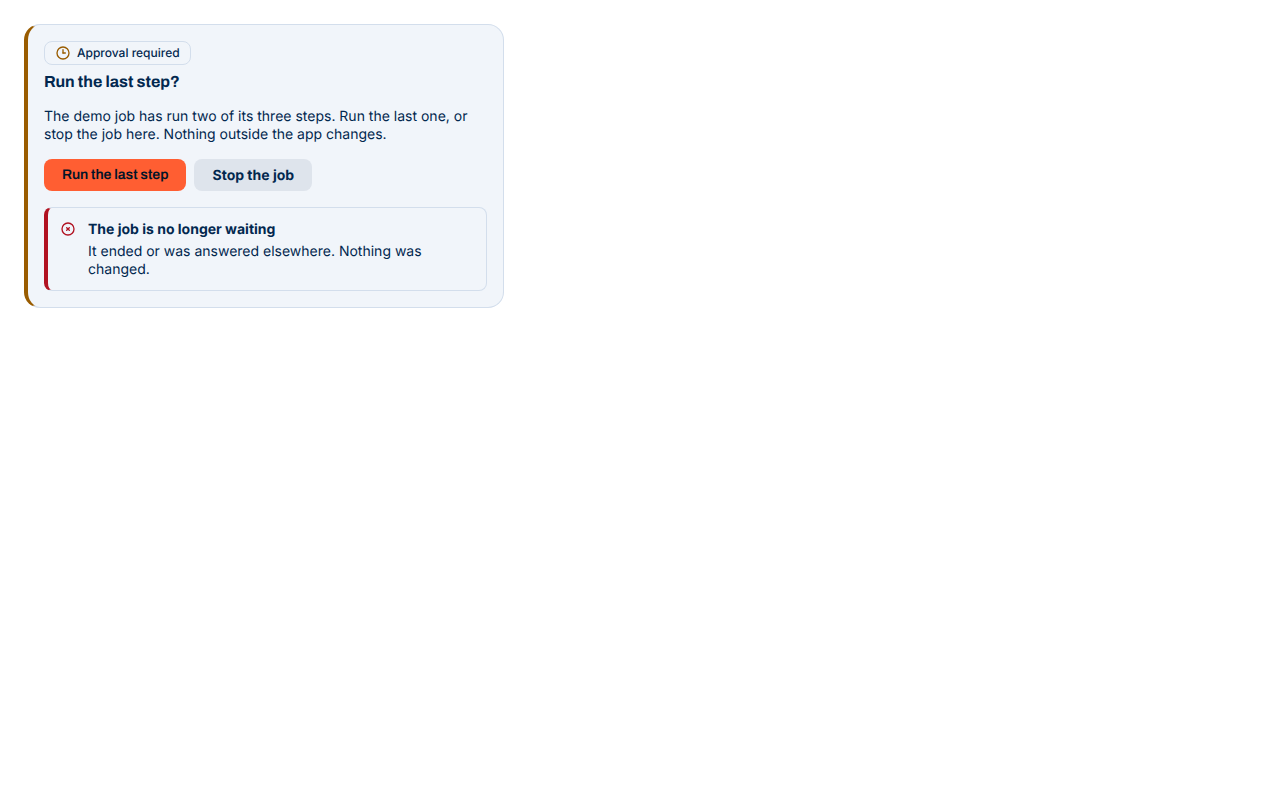 Approval required
Run the last step?
The demo job has run two of its three steps. Run the last one, or
stop the job here. Nothing outside the app changes.
Run the last step
Stop the job
The job is no longer waiting
It ended or was answered elsewhere. Nothing was
changed.